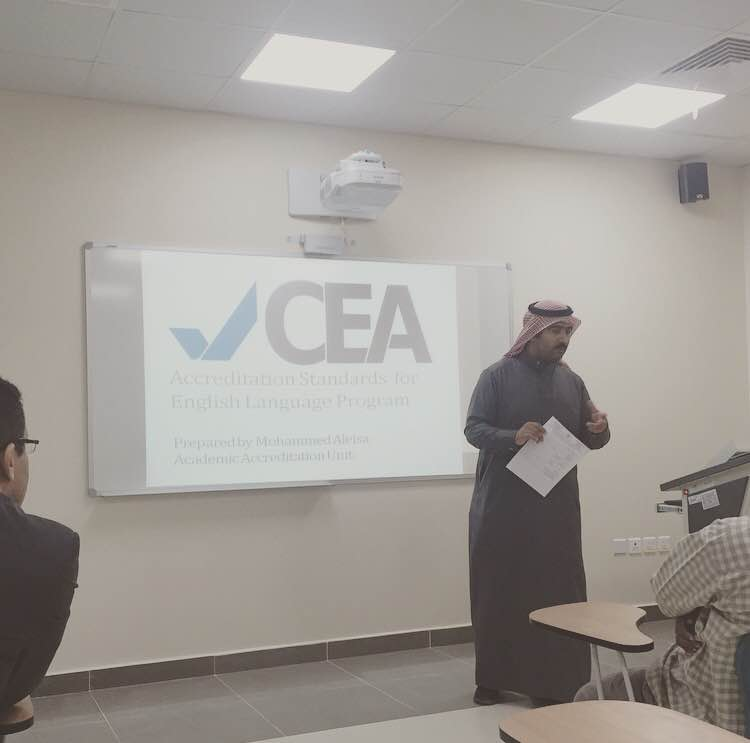 CEA
Accreditation Standards for
English Language Program
Prepared by Mohammed Aleisa
Academic Accreditation Unit